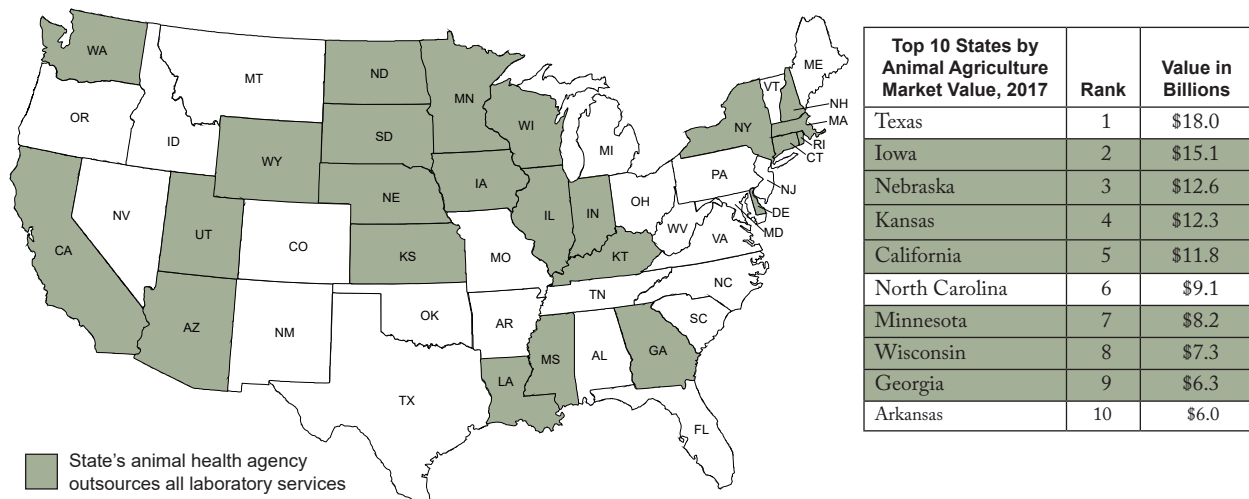 WA
MT
ND
MN
ME
VT
NH
MA
OR
ID
SD
WI
NY
RI
CT
WY
MI
IA
NE
PA
NJ
NV
OH
IL
IN
DE
UT
CO
WV
MD
CA
KS
MO
KT
VA
NC
TN
OK
AZ
NM
AR
SC
MS
AL
GA
LA
TX
FL
State's animal health agency
outsources all laboratory services
Top 10 States by
Animal Agriculture
Market Value, 2017
Rank
Value in
Billions
Texas 1 $18.0
Iowa 2 $15.1
Nebraska 3 $12.6
Kansas 4 $12.3
California 5 $11.8
North Carolina 6 $9.1
Minnesota 7 $8.2
Wisconsin 8 $7.3
Georgia 9 $6.3
Arkansas 10 $6.0